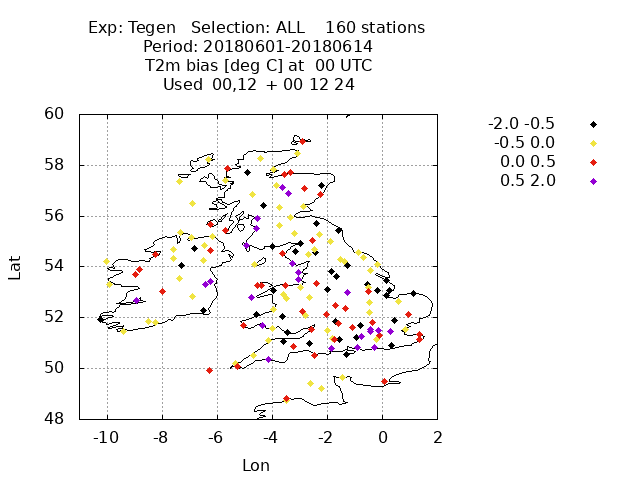 Exp: Tegen Selection: ALL 160 stations
Period: 20180601-20180614
T2m bias [deg C] at 00 UTC
Used 00,12 + 00 12 24
-2.0 -0.5
-0.5 0.0
0.0 0.5
0.5 2.0
60
58
56
54
52
50
48
Lat
-10 -8 -6 -4 -2 0 2
Lon